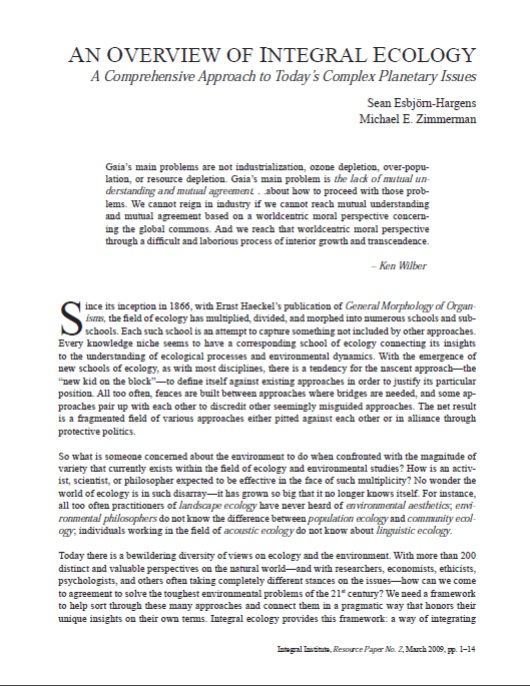 AN OVERVIEW OF INTEGRAL ECOLOGY
A Comprehensive Approach to Today's Complex Planetary Issues
Sean Esbjörn-Hargens
Michael E. Zimmerman
Gaia's main problems are not industrialization, ozone depletion, over-popu-
lation, or resource depletion. Gaia's main problem is the lack of mutual un-
derstanding and mutual agreement. . .about how to proceed with those prob-
lems. We cannot reign in industry if we cannot reach mutual understanding
and mutual agreement based on a worldcentric moral perspective concern-
ing the global commons. And we reach that worldcentric moral perspective
through a difficult and laborious process of interior growth and transcendence.
– Ken Wilber
Since its inception in 1866, with Ernst Haeckel's publication of General Morphology of Organ-
isms, the field of ecology has multiplied, divided, and morphed into numerous schools and sub-
schools. Each such school is an attempt to capture something not included by other approaches.
Every knowledge niche seems to have a corresponding school of ecology connecting its insights
to the understanding of ecological processes and environmental dynamics. With the emergence of
new schools of ecology, as with most disciplines, there is a tendency for the nascent approach—the
"new kid on the block"—to define itself against existing approaches in order to justify its particular
position. All too often, fences are built between approaches where bridges are needed, and some ap-
proaches pair up with each other to discredit other seemingly misguided approaches. The net result
is a fragmented field of various approaches either pitted against each other or in alliance through
protective politics.
So what is someone concerned about the environment to do when confronted with the magnitude of
variety that currently exists within the field of ecology and environmental studies? How is an activ-
ist, scientist, or philosopher expected to be effective in the face of such multiplicity? No wonder the
world of ecology is in such disarray—it has grown so big that it no longer knows itself. For instance,
all too often practitioners of landscape ecology have never heard of environmental aesthetics; envi-
ronmental philosophers do not know the difference between population ecology and community ecol-
ogy; individuals working in the field of acoustic ecology do not know about linguistic ecology.
Today there is a bewildering diversity of views on ecology and the environment. With more than 200
distinct and valuable perspectives on the natural world—and with researchers, economists, ethicists,
psychologists, and others often taking completely different stances on the issues—how can we come
to agreement to solve the toughest environmental problems of the 21st century? We need a framework
to help sort through these many approaches and connect them in a pragmatic way that honors their
unique insights on their own terms. Integral ecology provides this framework: a way of integrating
Integral Institute, Resource Paper No. 2, March 2009, pp. 1–14